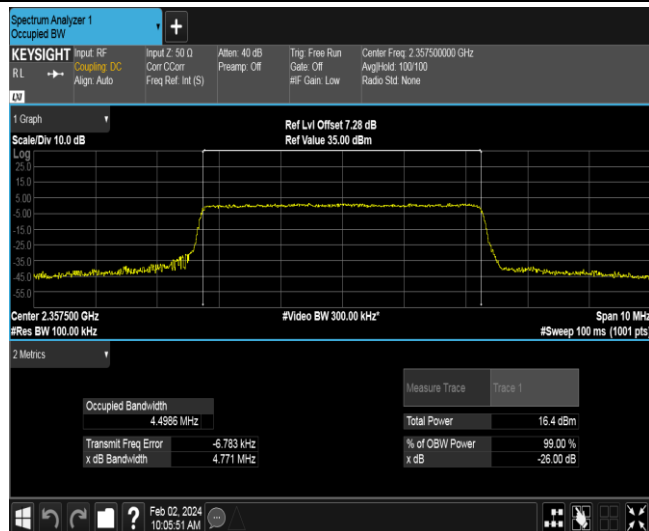 Spectrum Analyzer 1
Occupied BW
+
KEYSIGHT Input: RF Input Z: 50 Ω Atten: 40 dB Trig: Free Run Center Freq: 2.357500000 GHz
RL Coupling: DC Corr CCorr Preamp: Off Gate: Off Avg|Hold: 100/100
Align: Auto Freq Ref: Int (S) #IF Gain: Low Radio Std: None
1 Graph
Scale/Div 10.0 dB Ref Lvl Offset 7.28 dB
Ref Value 35.00 dBm
Log
25.0
15.0
5.00
-5.00
-15.0
-25.0
-35.0
-45.0
-55.0
Center 2.357500 GHz #Video BW 300.00 kHz* Span 10 MHz
#Res BW 100.00 kHz #Sweep 100 ms (1001 pts)
2 Metrics
Measure Trace Trace 1
Occupied Bandwidth
4.4986 MHz Total Power 16.4 dBm
Transmit Freq Error -6.783 kHz % of OBW Power 99.00 %
x dB Bandwidth 4.771 MHz x dB -26.00 dB
? Feb 02, 2024
10:05:51 AM